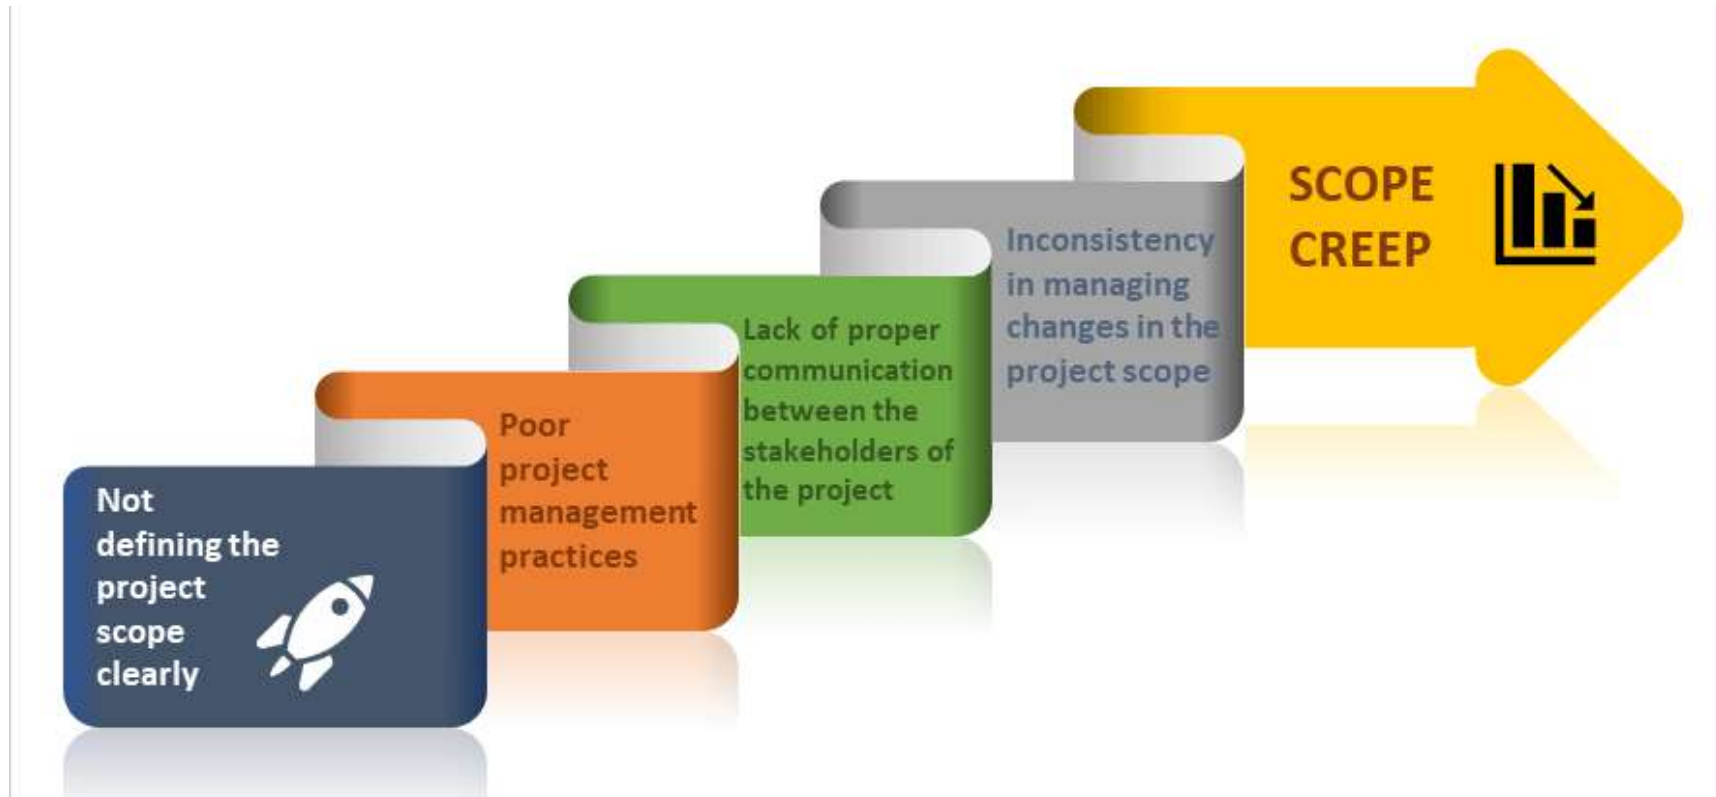 Not
defining the
project
scope
clearly
Poor
project
management
practices
Lack of proper
communication
between the
stakeholders of
the project
Inconsistency
in managing
changes in the
project scope
SCOPE
CREEP